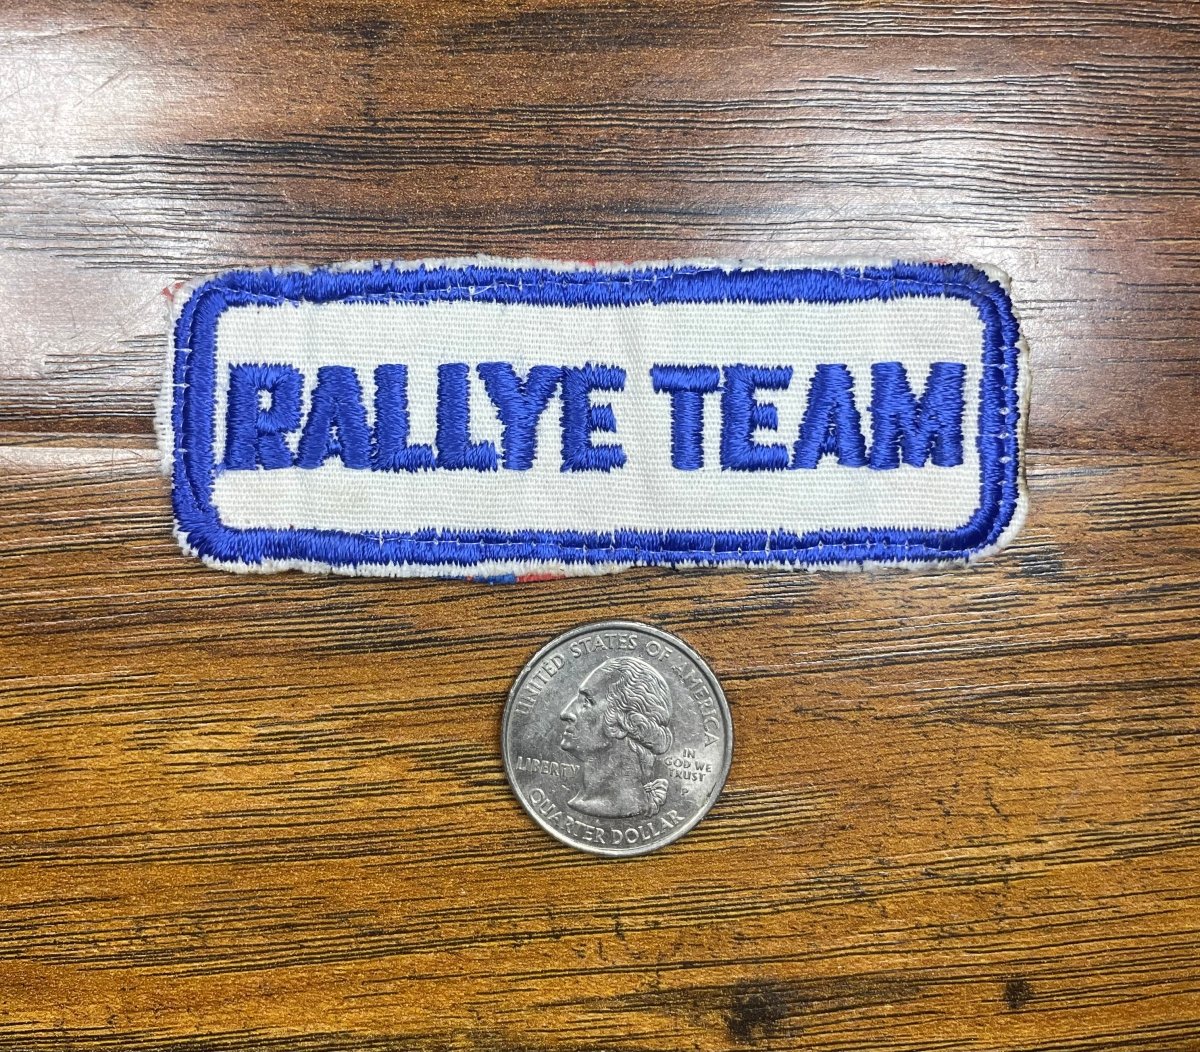 RALLYE TEAM
UNITED STATES OF AMERICA
LIBERTY
IN
GOD WE
TRUST
P
QUARTER DOLLAR